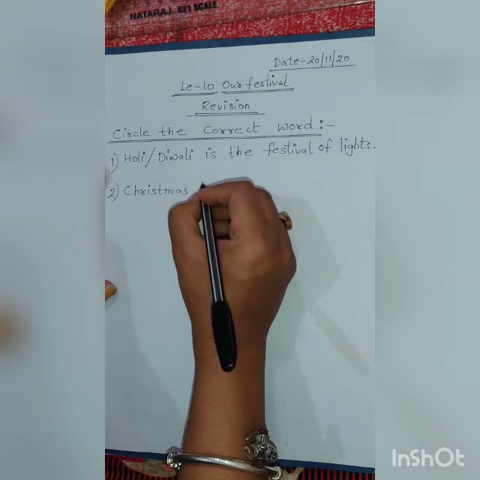 NATARAJ 621 SCALE
Date-20/11/20
Le-10 Our festival
Revision
Circle the Correct Word:-
1) Holi/Diwali is the festival of lights.
2) Christmas
InShOt